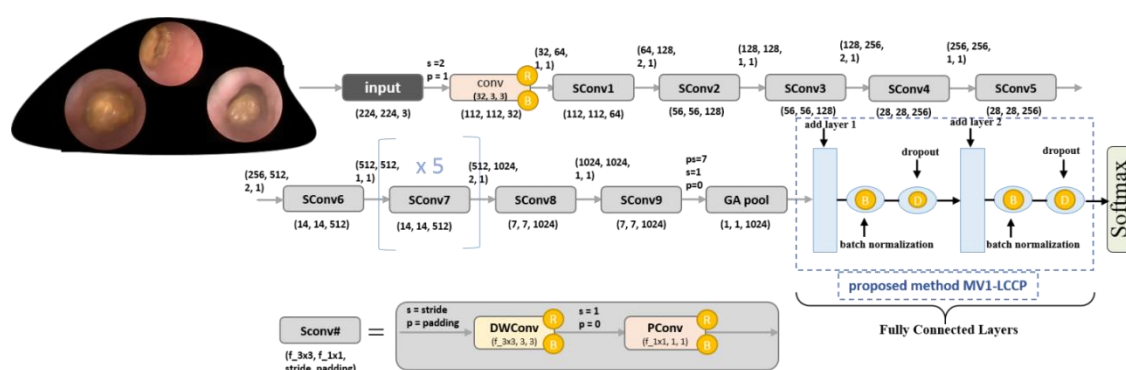 input
(224, 224, 3)
s =2
p = 1
conv
(32, 3, 3)
R
B
(112, 112, 32)
(32, 64,
1, 1)
SConv1
(112, 112, 64)
(64, 128,
2, 1)
SConv2
(56, 56, 128)
(128, 128,
1, 1)
SConv3
(56, 56, 128)
(128, 256,
2, 1)
SConv4
(28, 28, 256)
(256, 256,
1, 1)
SConv5
(28, 28, 256)
(256, 512,
2, 1)
SConv6
(14, 14, 512)
(512, 512,
1, 1)
x 5
SConv7
(14, 14, 512)
(512, 1024,
2, 1)
SConv8
(7, 7, 1024)
(1024, 1024,
1, 1)
SConv9
(7, 7, 1024)
ps=7
s=1
p=0
GA pool
(1, 1, 1024)
add layer 1
B
batch normalization
dropout
D
add layer 2
B
batch normalization
dropout
D
Softmax
proposed method MV1-LCCP
Fully Connected Layers
Sconv#
(f_3x3, f_1x1,
stride, padding)
=
s = stride
p = padding
DWConv
(f_3x3, 3, 3)
R
B
s = 1
p = 0
PConv
(f_1x1, 1, 1)
R
B